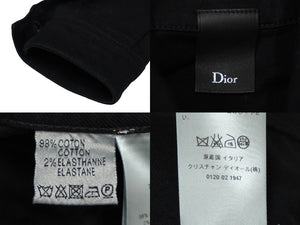 Dior
98% COTON
COTTON
2% ELASTHANNE
ELASTANE
い。
原産国 イタリア
クリスチャン ディオール(株)
0120 02 1947